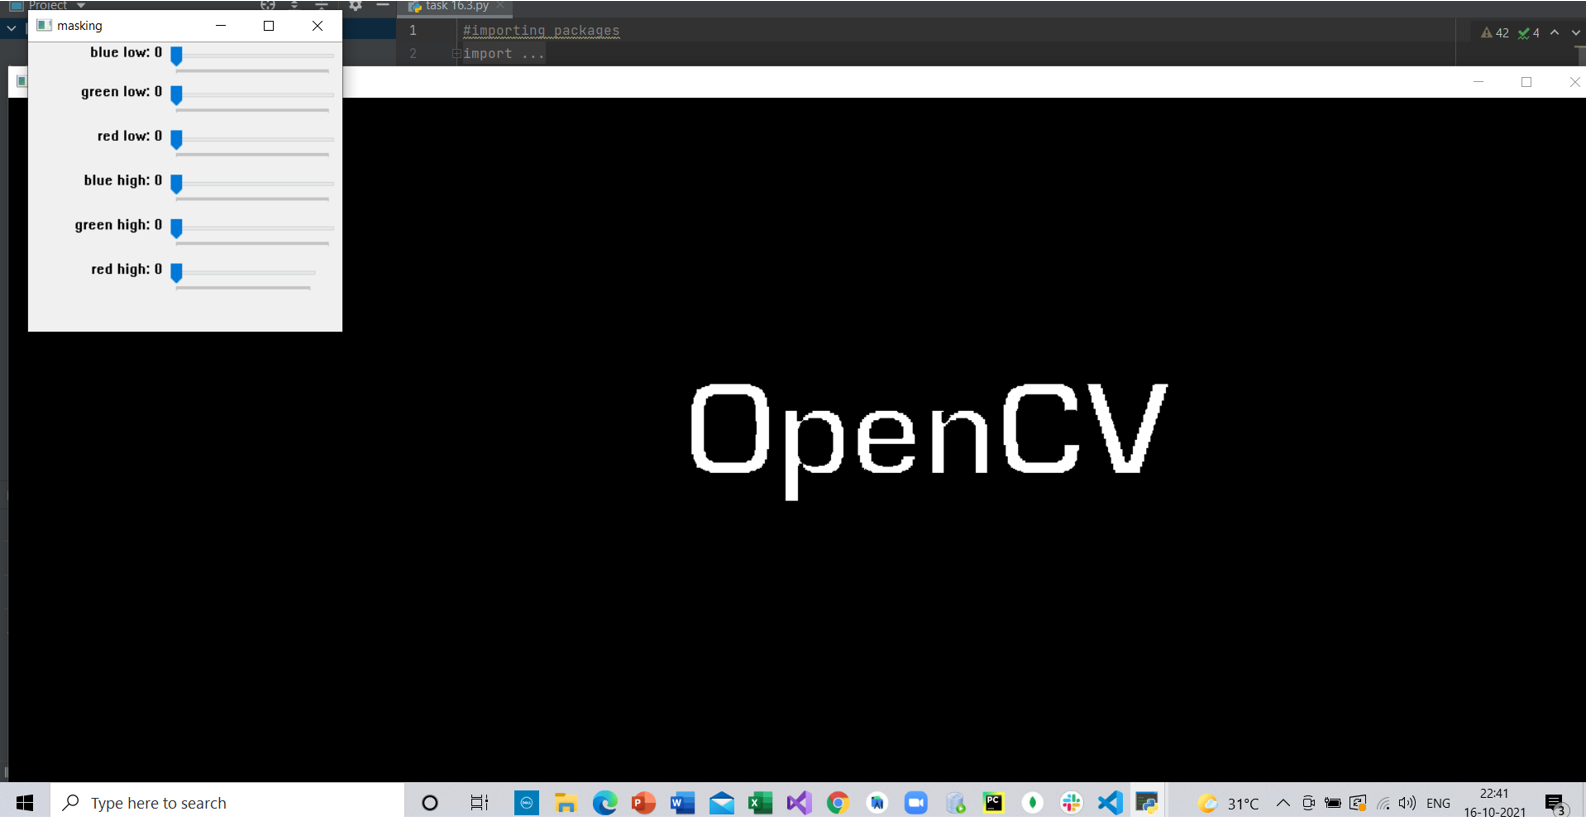 Project
task 16.3.py
masking
1 #importing packages
42 4
2 import ...
blue low: 0
green low: 0
red low: 0
blue high: 0
green high: 0
red high: 0
OpenCV
Type here to search
DELL
P
W
X
PC
31°C
ENG
22:41
16-10-2021
3